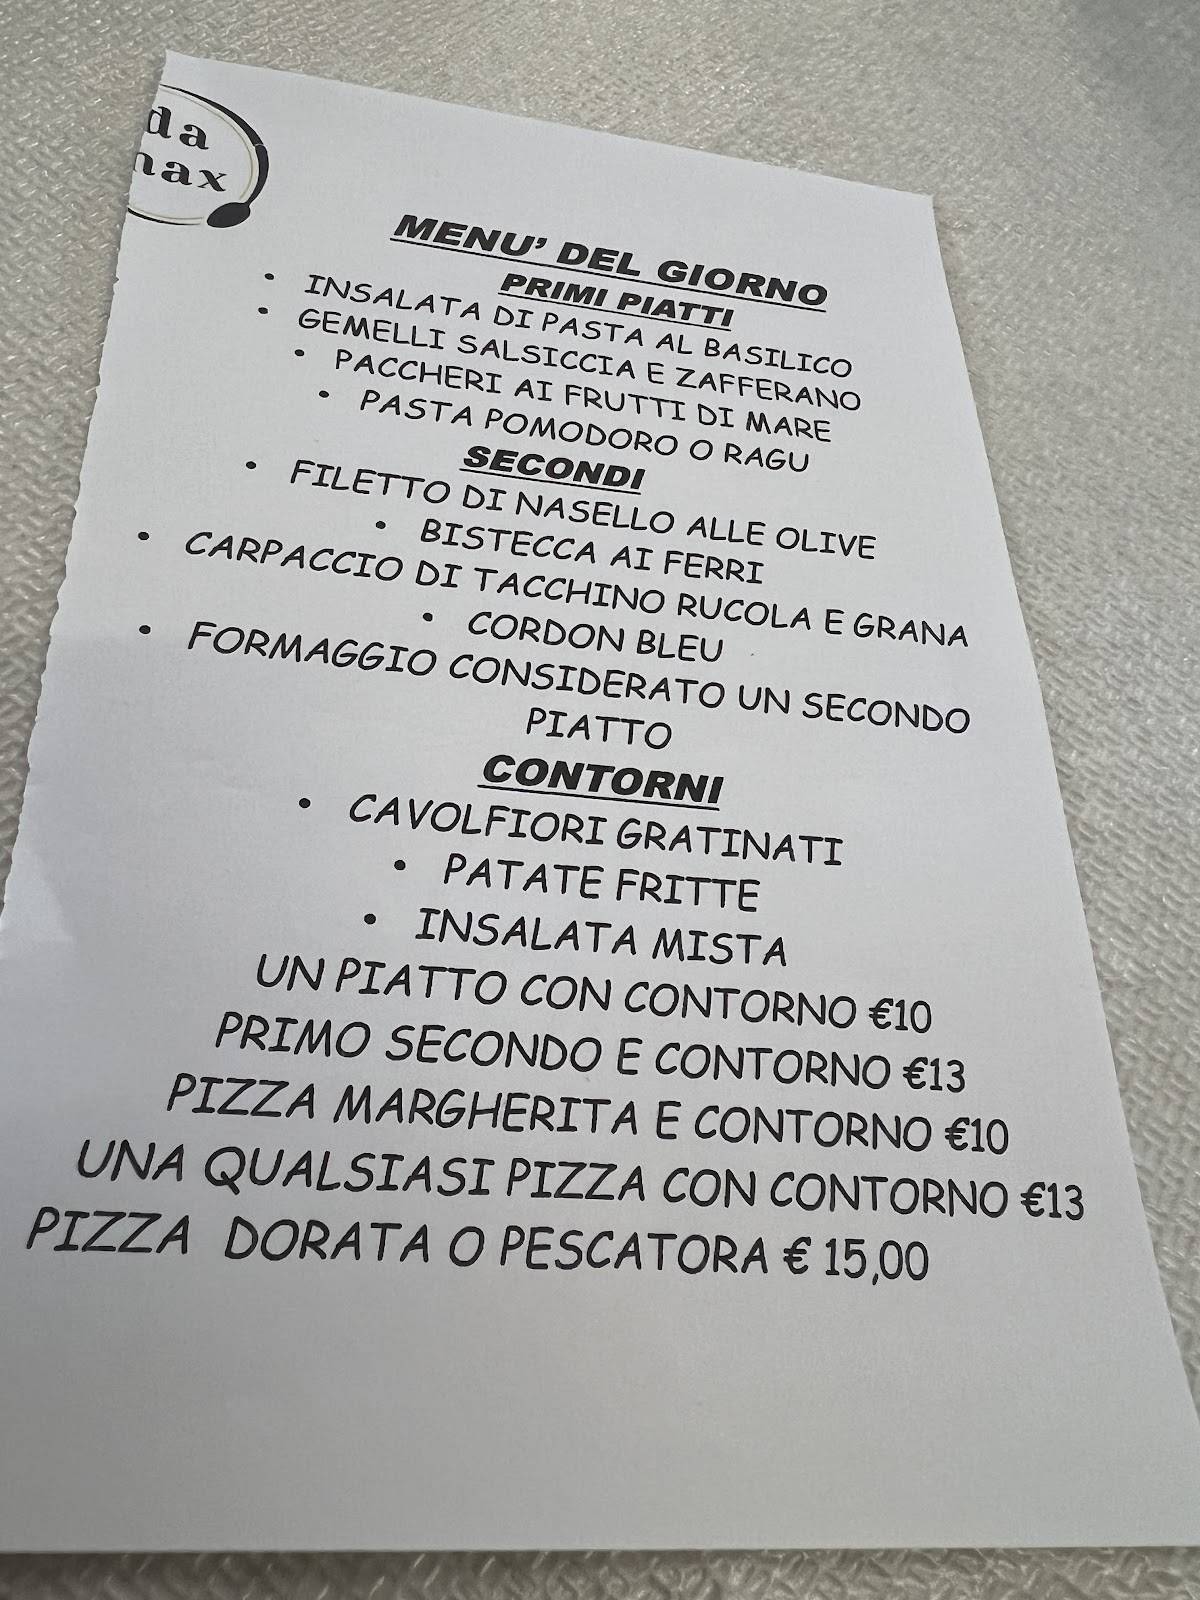 da
max
MENU' DEL GIORNO
PRIMI PIATTI
• INSALATA DI PASTA AL BASILICO
• GEMELLI SALSICCIA E ZAFFERANO
• PACCHERI AI FRUTTI DI MARE
• PASTA POMODORO O RAGU
SECONDI
• FILETTO DI NASELLO ALLE OLIVE
• BISTECCA AI FERRI
• CARPACCIO DI TACCHINO RUCOLA E GRANA
• CORDON BLEU
• FORMAGGIO CONSIDERATO UN SECONDO
PIATTO
CONTORNI
• CAVOLFIORI GRATINATI
• PATATE FRITTE
• INSALATA MISTA
UN PIATTO CON CONTORNO €10
PRIMO SECONDO E CONTORNO €13
PIZZA MARGHERITA E CONTORNO €10
UNA QUALSIASI PIZZA CON CONTORNO €13
PIZZA DORATA O PESCATORA € 15,00